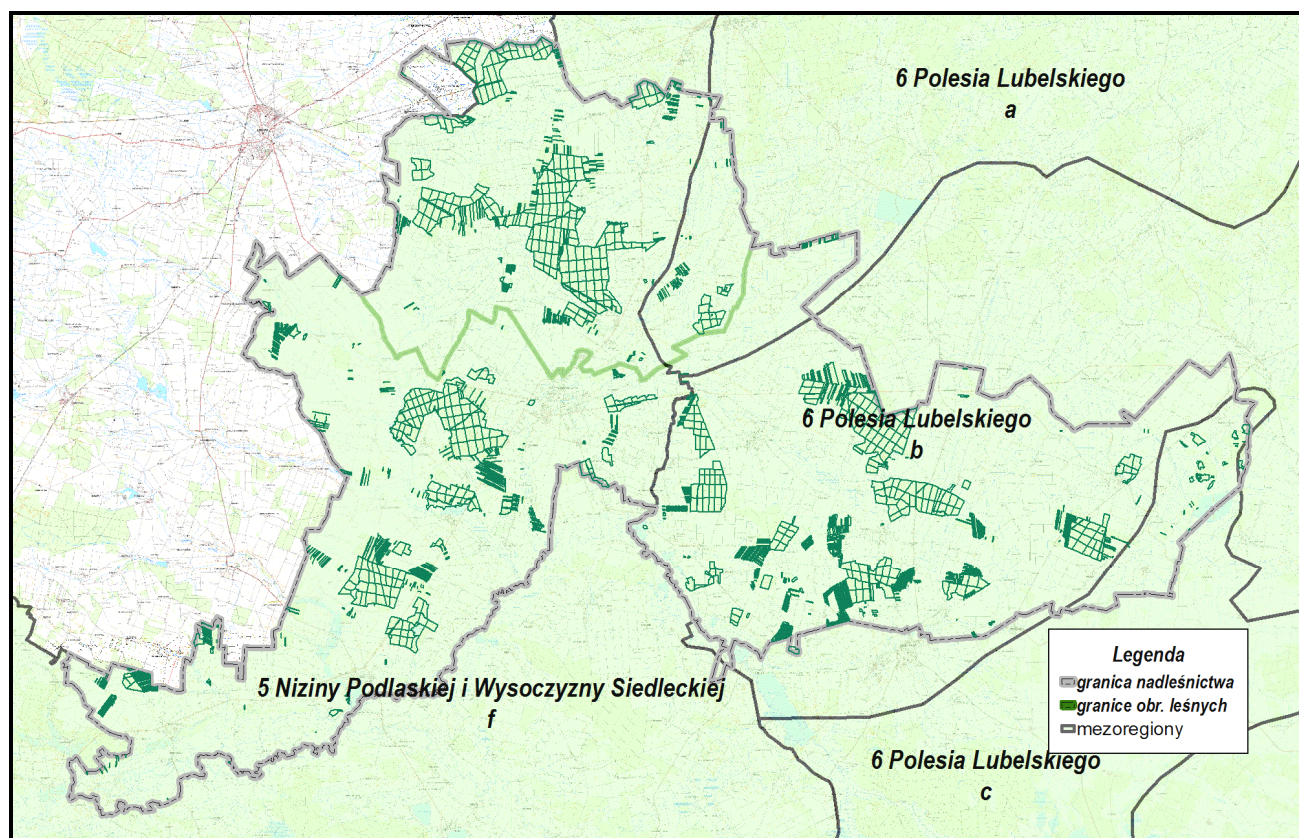 6 Polesia Lubelskiego
a
6 Polesia Lubelskiego
b
5 Niziny Podlaskiej i Wysoczyzny Siedleckiej
f
6 Polesia Lubelskiego
c
Legenda
granica nadleśnictwa
granice obr. leśnych
mezoregiony